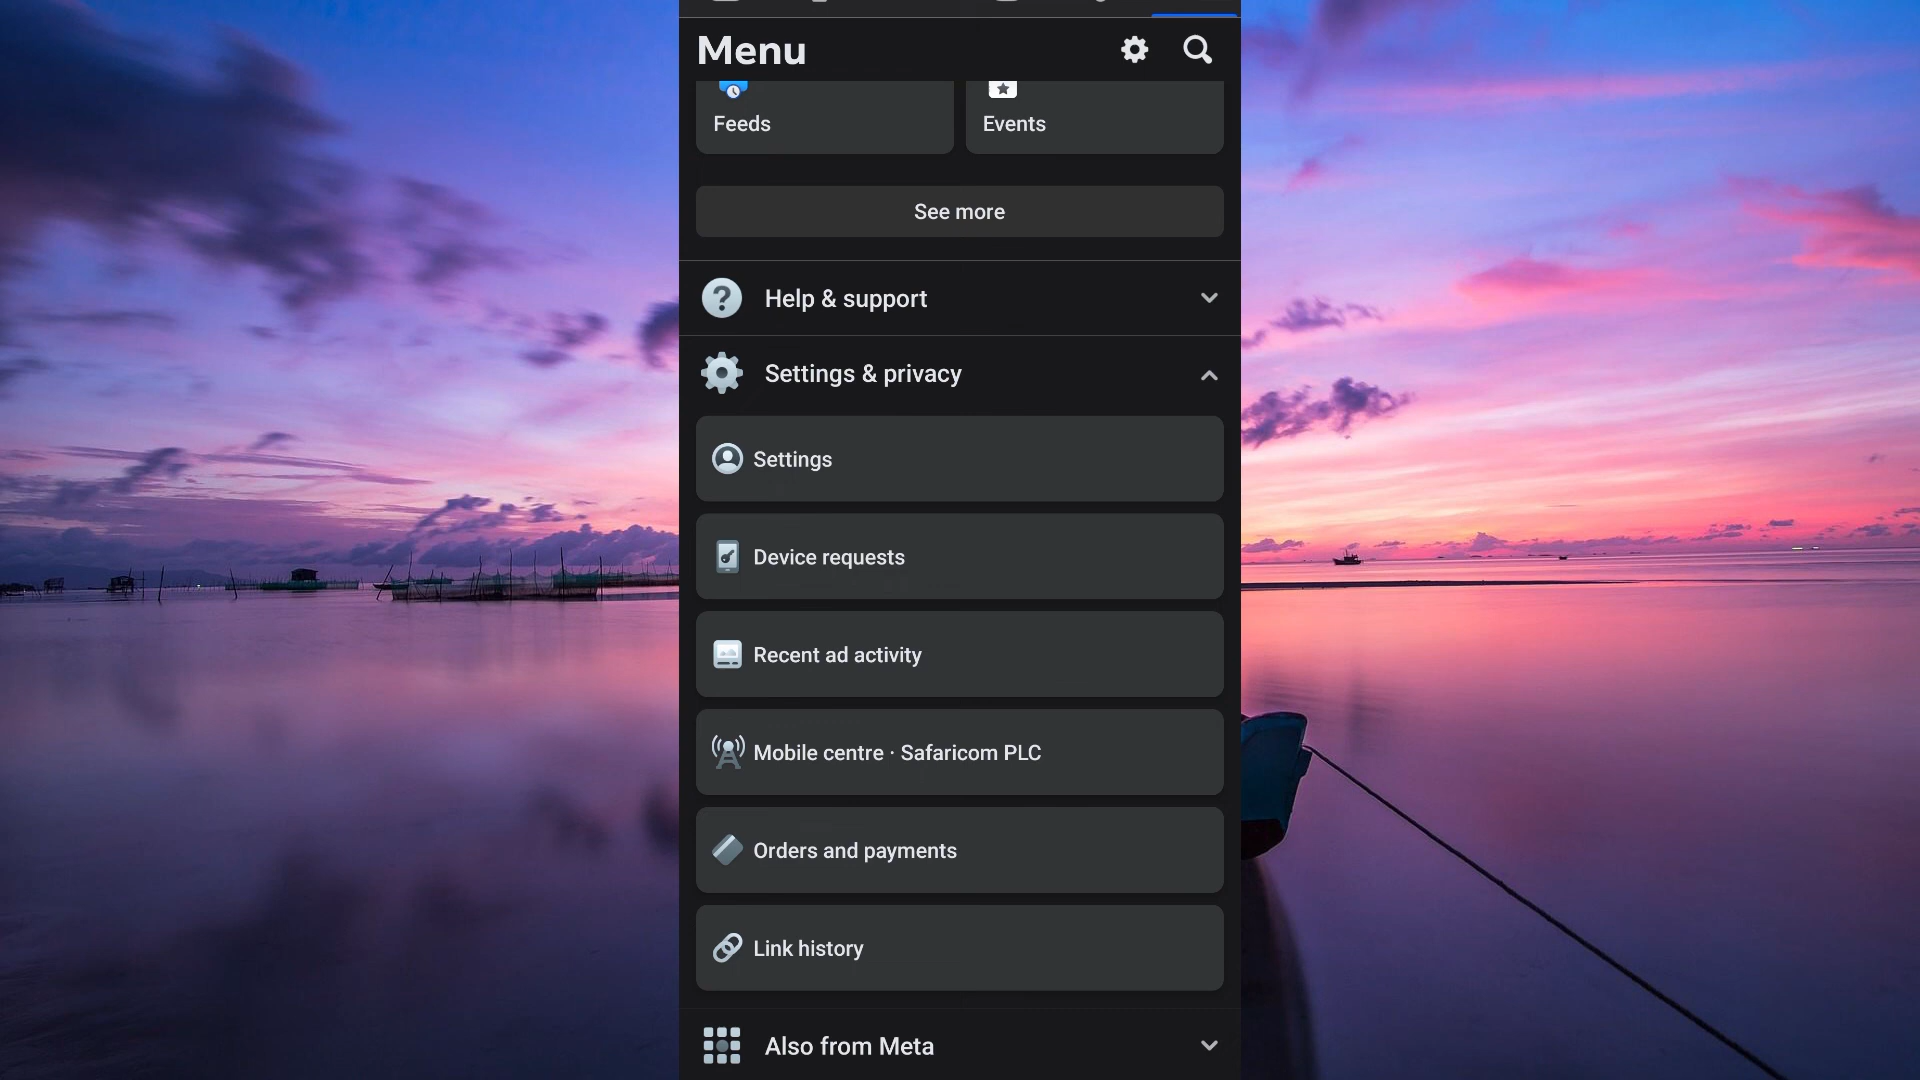 Menu
Feeds
Events
See more
Help & support
Settings & privacy
Settings
Device requests
Recent ad activity
Mobile centre · Safaricom PLC
Orders and payments
Link history
Also from Meta